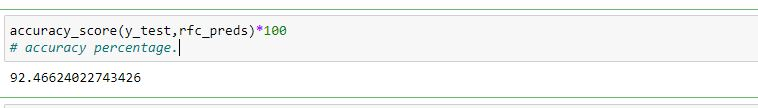 accuracy_score(y_test,rfc_preds)*100
# accuracy percentage.
92.46624022743426